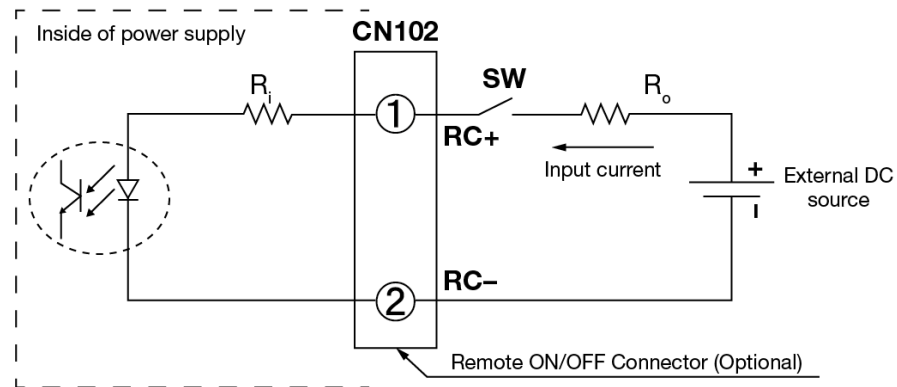 Inside of power supply
CN102
Ri
1
SW
Ro
RC+
Input current
+
External DC
source
RC−
2
Remote ON/OFF Connector (Optional)